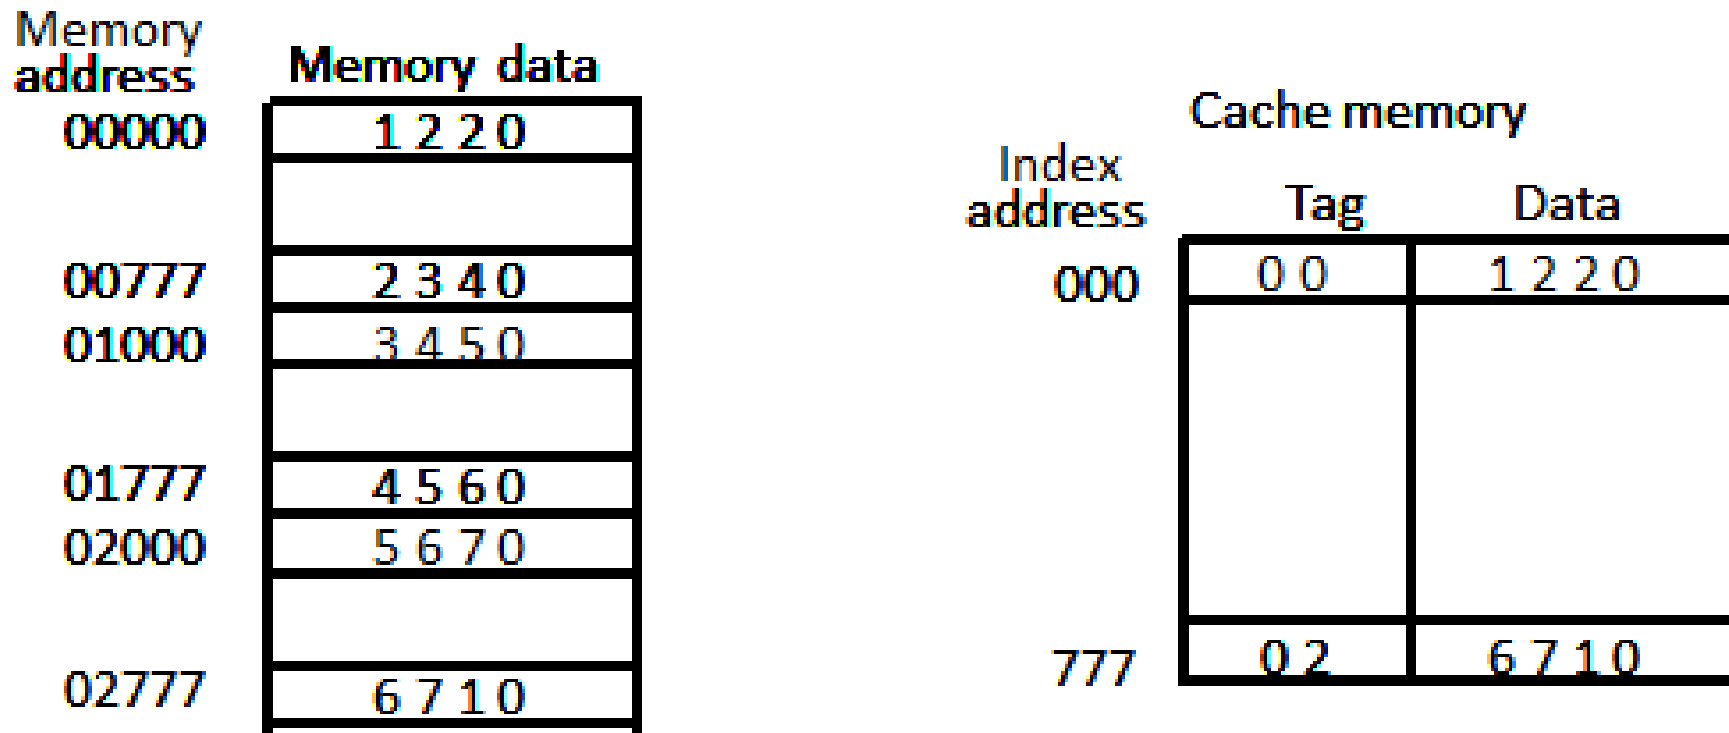 Memory
address
Memory data
00000 1 2 2 0
00777 2 3 4 0
01000 3 4 5 0
01777 4 5 6 0
02000 5 6 7 0
02777 6 7 1 0
Cache memory
Index
address
Tag Data
000 0 0 1 2 2 0
777 0 2 6 7 1 0